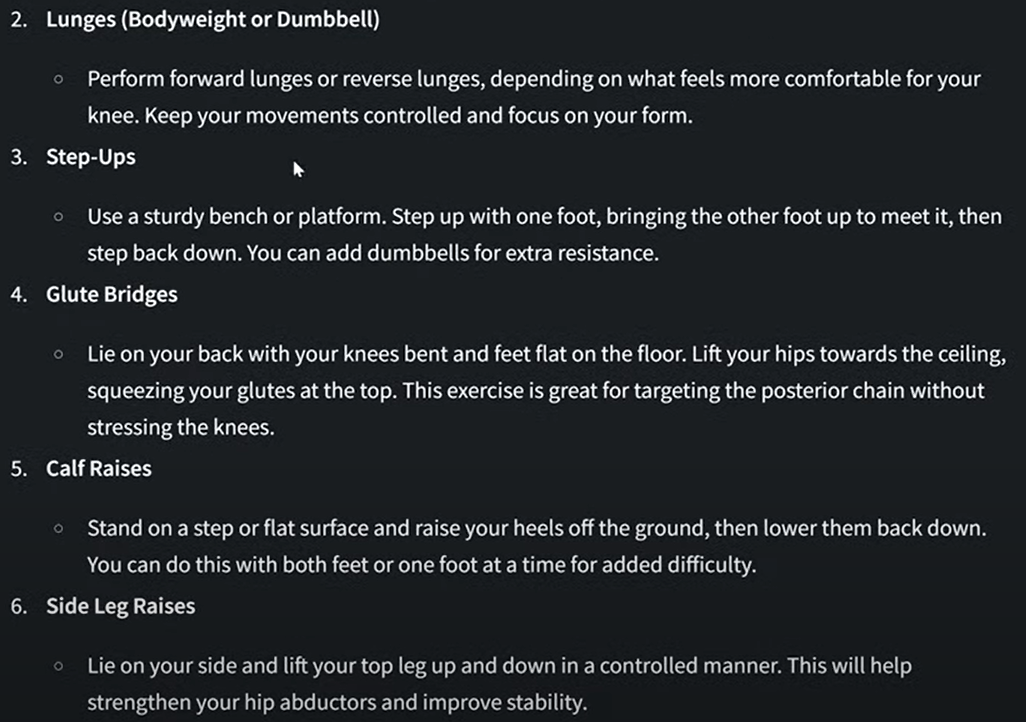 2. Lunges (Bodyweight or Dumbbell)
○ Perform forward lunges or reverse lunges, depending on what feels more comfortable for your
knee. Keep your movements controlled and focus on your form.
3. Step-Ups
○ Use a sturdy bench or platform. Step up with one foot, bringing the other foot up to meet it, then
step back down. You can add dumbbells for extra resistance.
4. Glute Bridges
○ Lie on your back with your knees bent and feet flat on the floor. Lift your hips towards the ceiling,
squeezing your glutes at the top. This exercise is great for targeting the posterior chain without
stressing the knees.
5. Calf Raises
○ Stand on a step or flat surface and raise your heels off the ground, then lower them back down.
You can do this with both feet or one foot at a time for added difficulty.
6. Side Leg Raises
○ Lie on your side and lift your top leg up and down in a controlled manner. This will help
strengthen your hip abductors and improve stability.